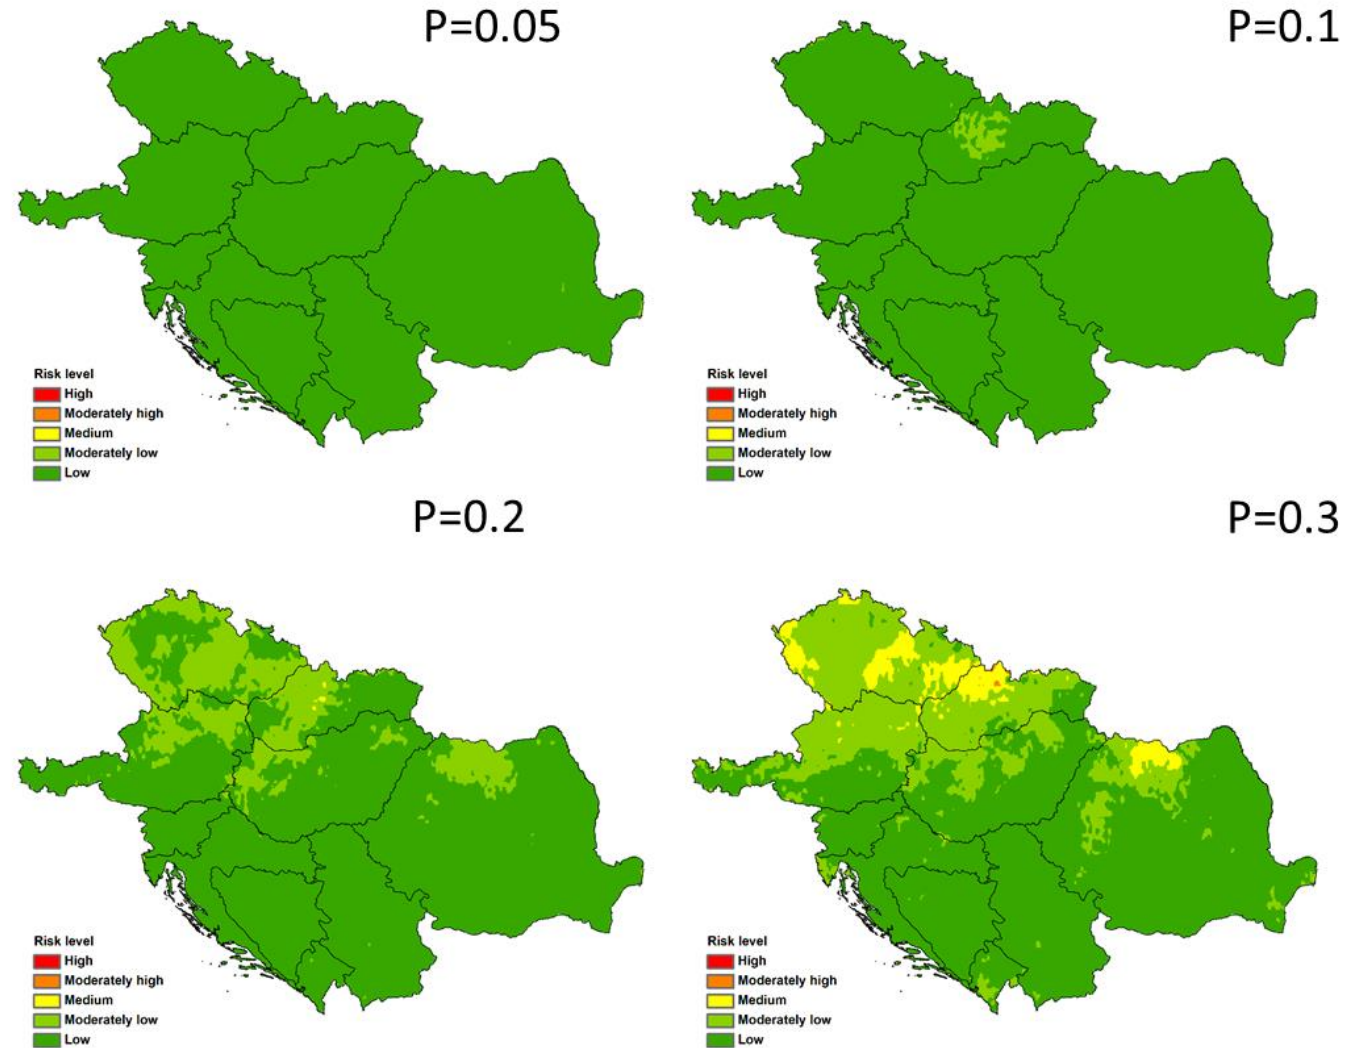 P=0.05
Risk level
High
Moderately high
Medium
Moderately low
Low
P=0.1
Risk level
High
Moderately high
Medium
Moderately low
Low
P=0.2
Risk level
High
Moderately high
Medium
Moderately low
Low
P=0.3
Risk level
High
Moderately high
Medium
Moderately low
Low